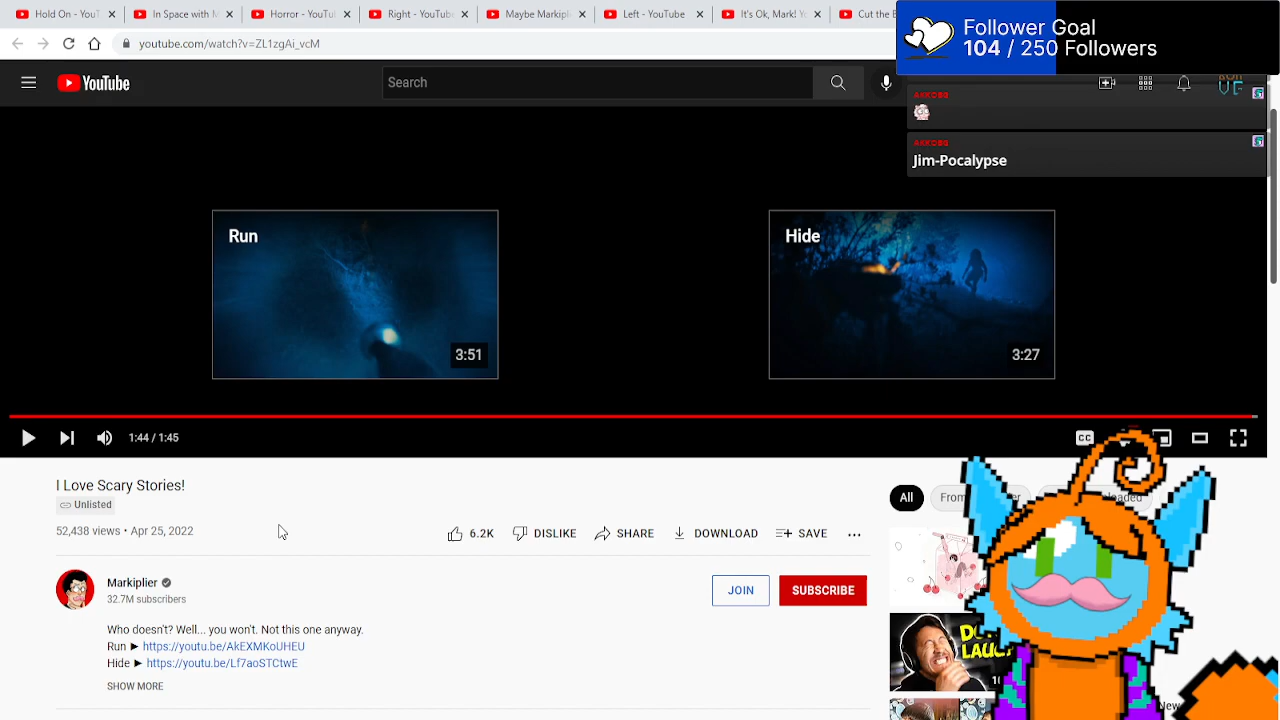 Hold On - YouT
In Space with M
Horror - YouTub
Right - YouTube
Maybe Markipli
Left - YouTube
It's Ok, Mark! Y
Cut the B
youtube.com/watch?v=ZL1zgAi_vcM
Follower Goal
104 / 250 Followers
YouTube
Search
Jim-Pocalypse
Run
Hide
3:51
3:27
1:44 / 1:45
CC
I Love Scary Stories!
Unlisted
52,438 views • Apr 25, 2022
6.2K
DISLIKE
SHARE
DOWNLOAD
SAVE
All
From
Markiplier
32.7M subscribers
JOIN
SUBSCRIBE
Who doesn't? Well... you won't. Not this one anyway.
Run ► https://youtu.be/AkEXMKoUHEU
Hide ► https://youtu.be/Lf7aoSTCtwE
SHOW MORE
New